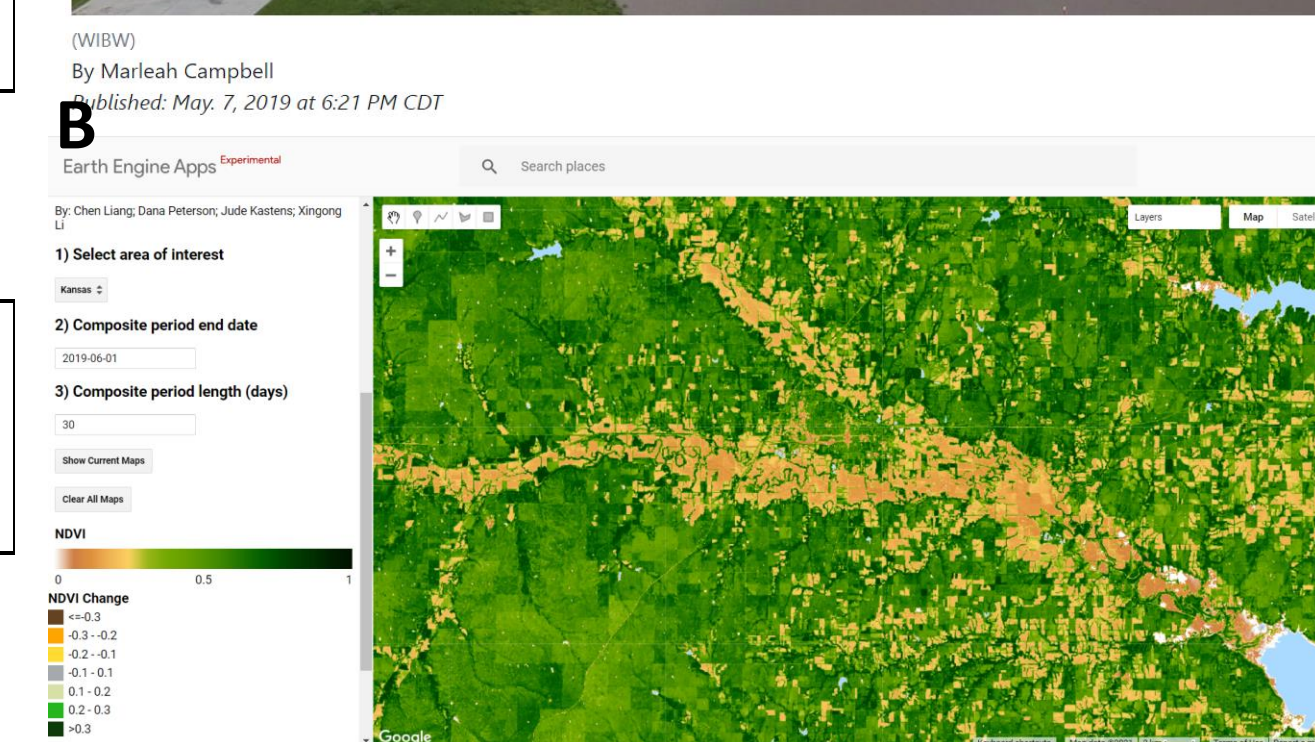 (WIBW)
By Marleah Campbell
Published: May. 7, 2019 at 6:21 PM CDT
B
Earth Engine Apps Experimental
Search places
By: Chen Liang; Dana Peterson; Jude Kastens; Xingong
Li
1) Select area of interest
Kansas
2) Composite period end date
2019-06-01
3) Composite period length (days)
30
Show Current Maps
Clear All Maps
NDVI
0 0.5 1
NDVI Change
<=-0.3
-0.3 - -0.2
-0.2 - -0.1
-0.1 - 0.1
0.1 - 0.2
0.2 - 0.3
>0.3
+
−
Layers
Map Satel
Google